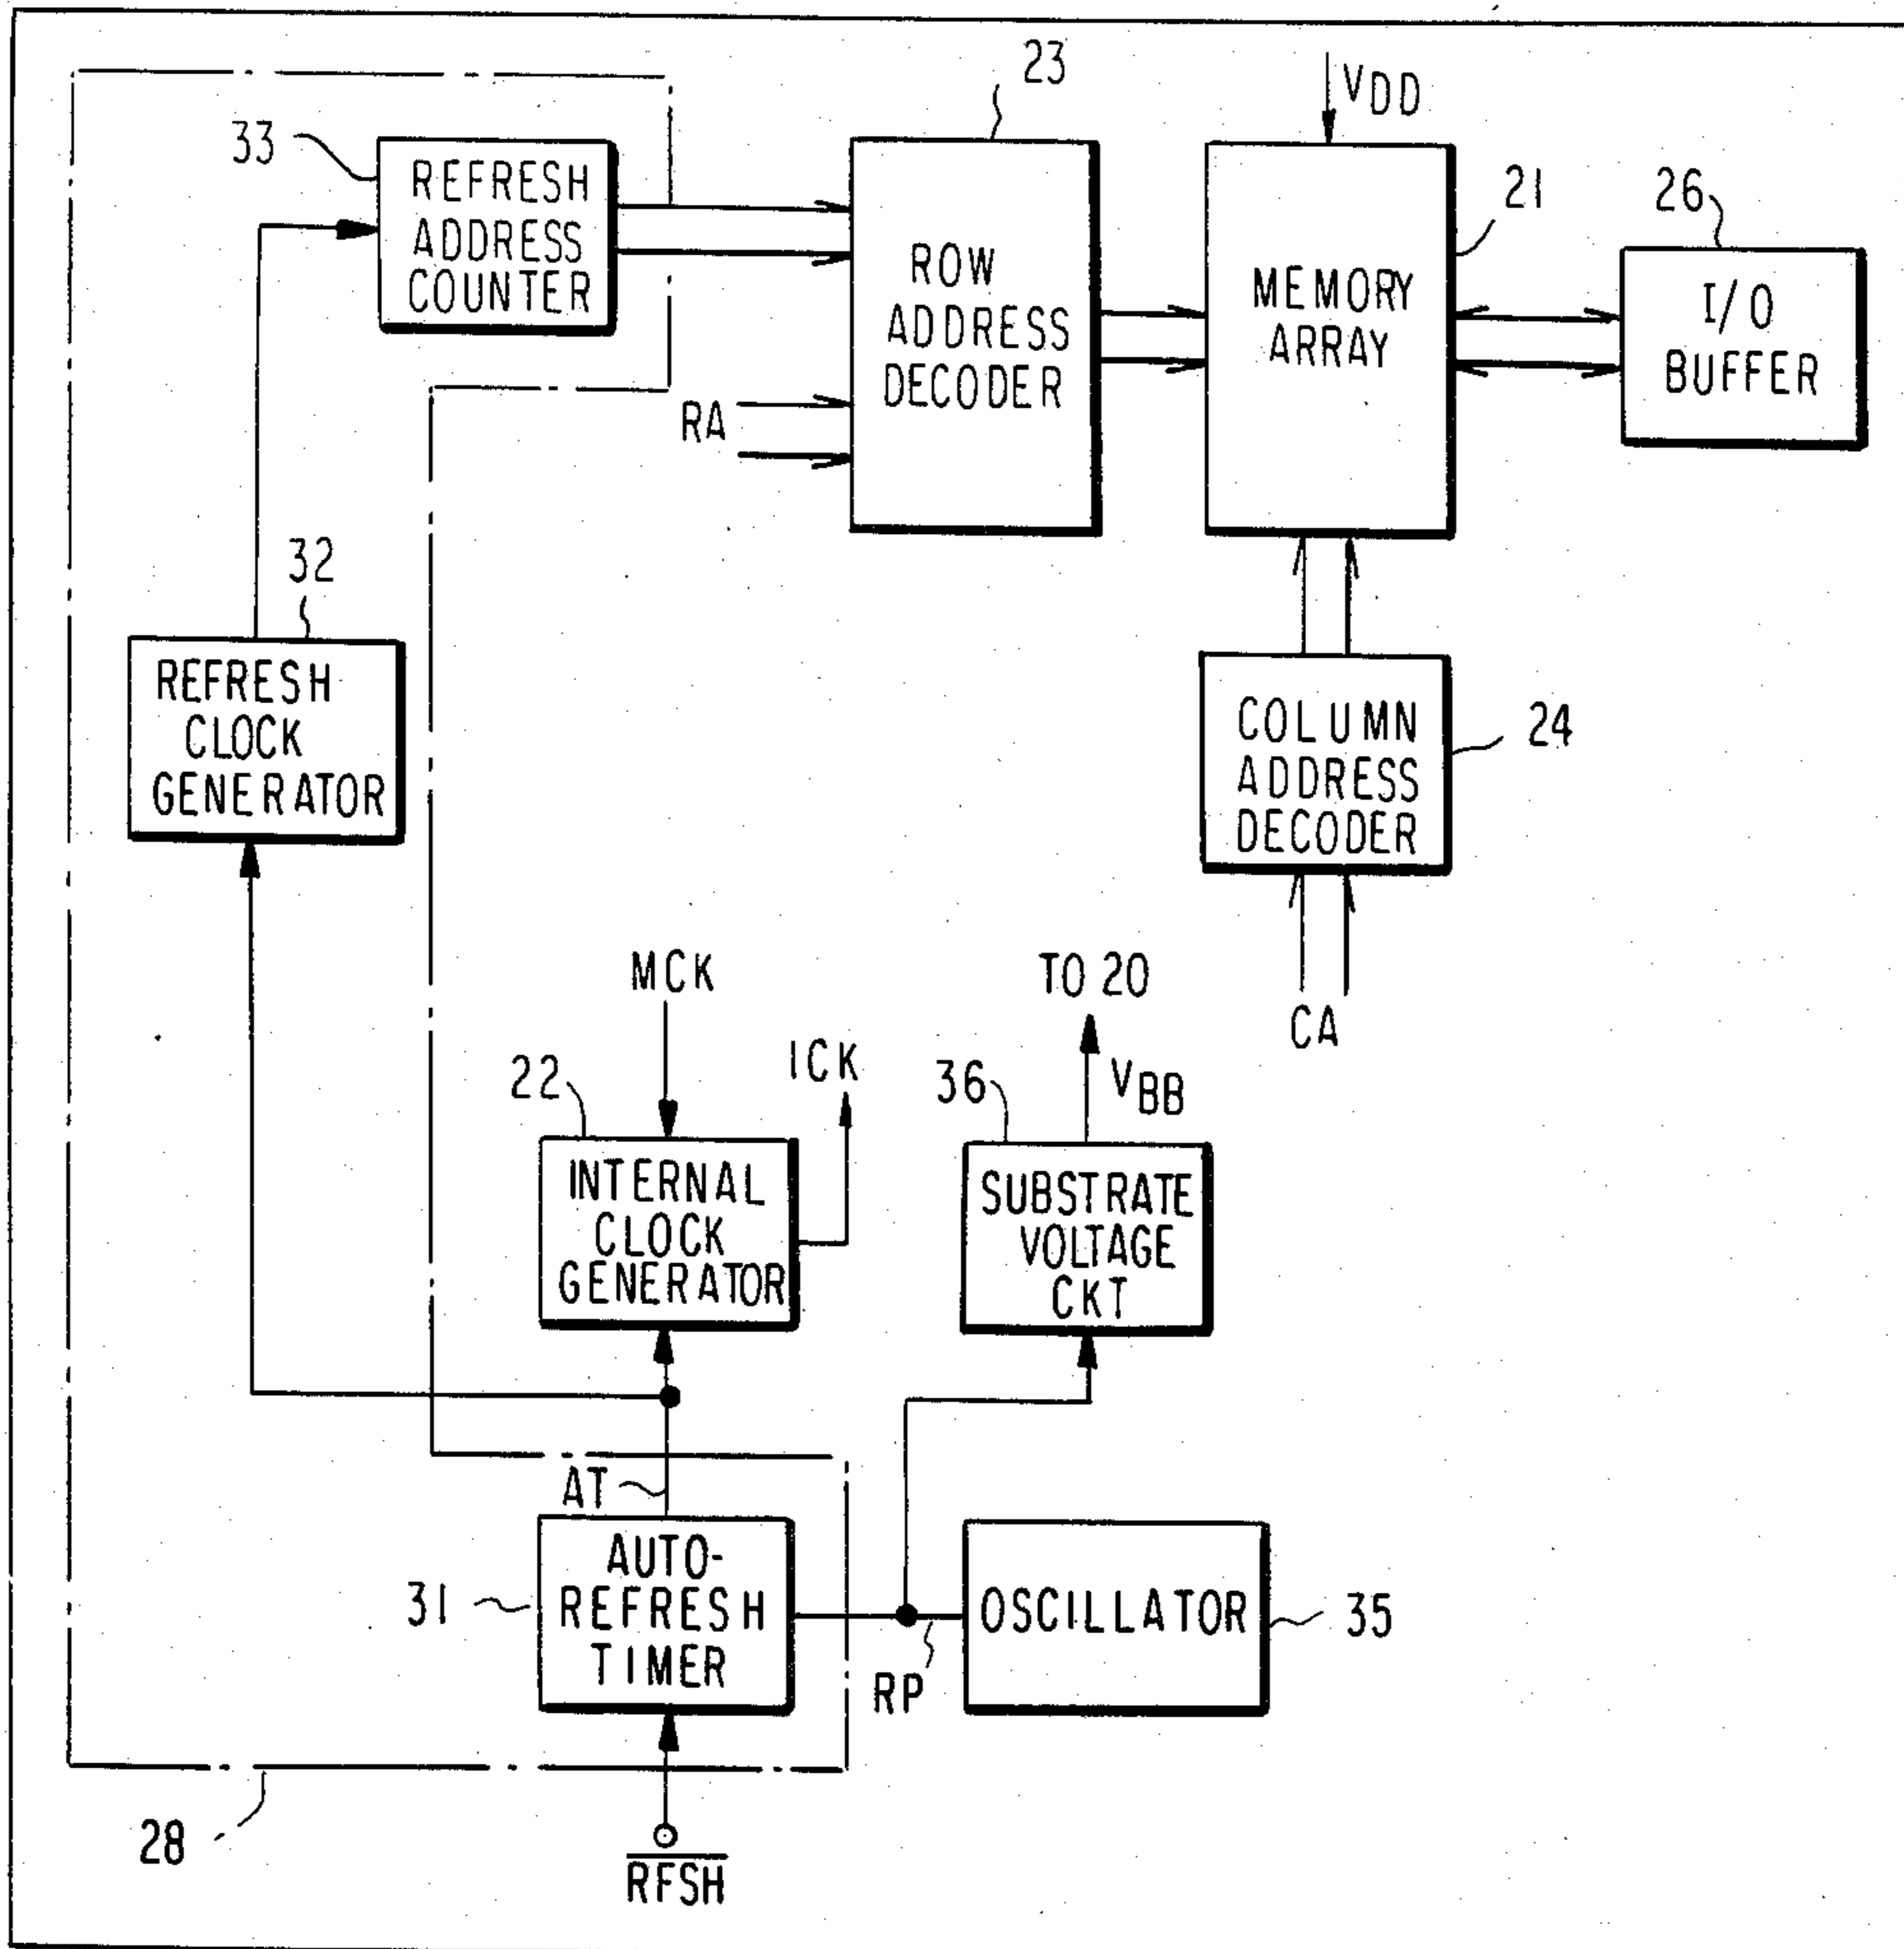 23
VDD
33
REFRESH
ADDRESS
COUNTER
21
26
ROW
ADDRESS
DECODER
MEMORY
ARRAY
I/O
BUFFER
RA
32
REFRESH
CLOCK
GENERATOR
COLUMN
ADDRESS
DECODER
24
MCK
TO 20
CA
ICK
22
36
VBB
INTERNAL
CLOCK
GENERATOR
SUBSTRATE
VOLTAGE
CKT
AT
AUTO-
REFRESH
TIMER
31
OSCILLATOR
35
RP
28
RFSH